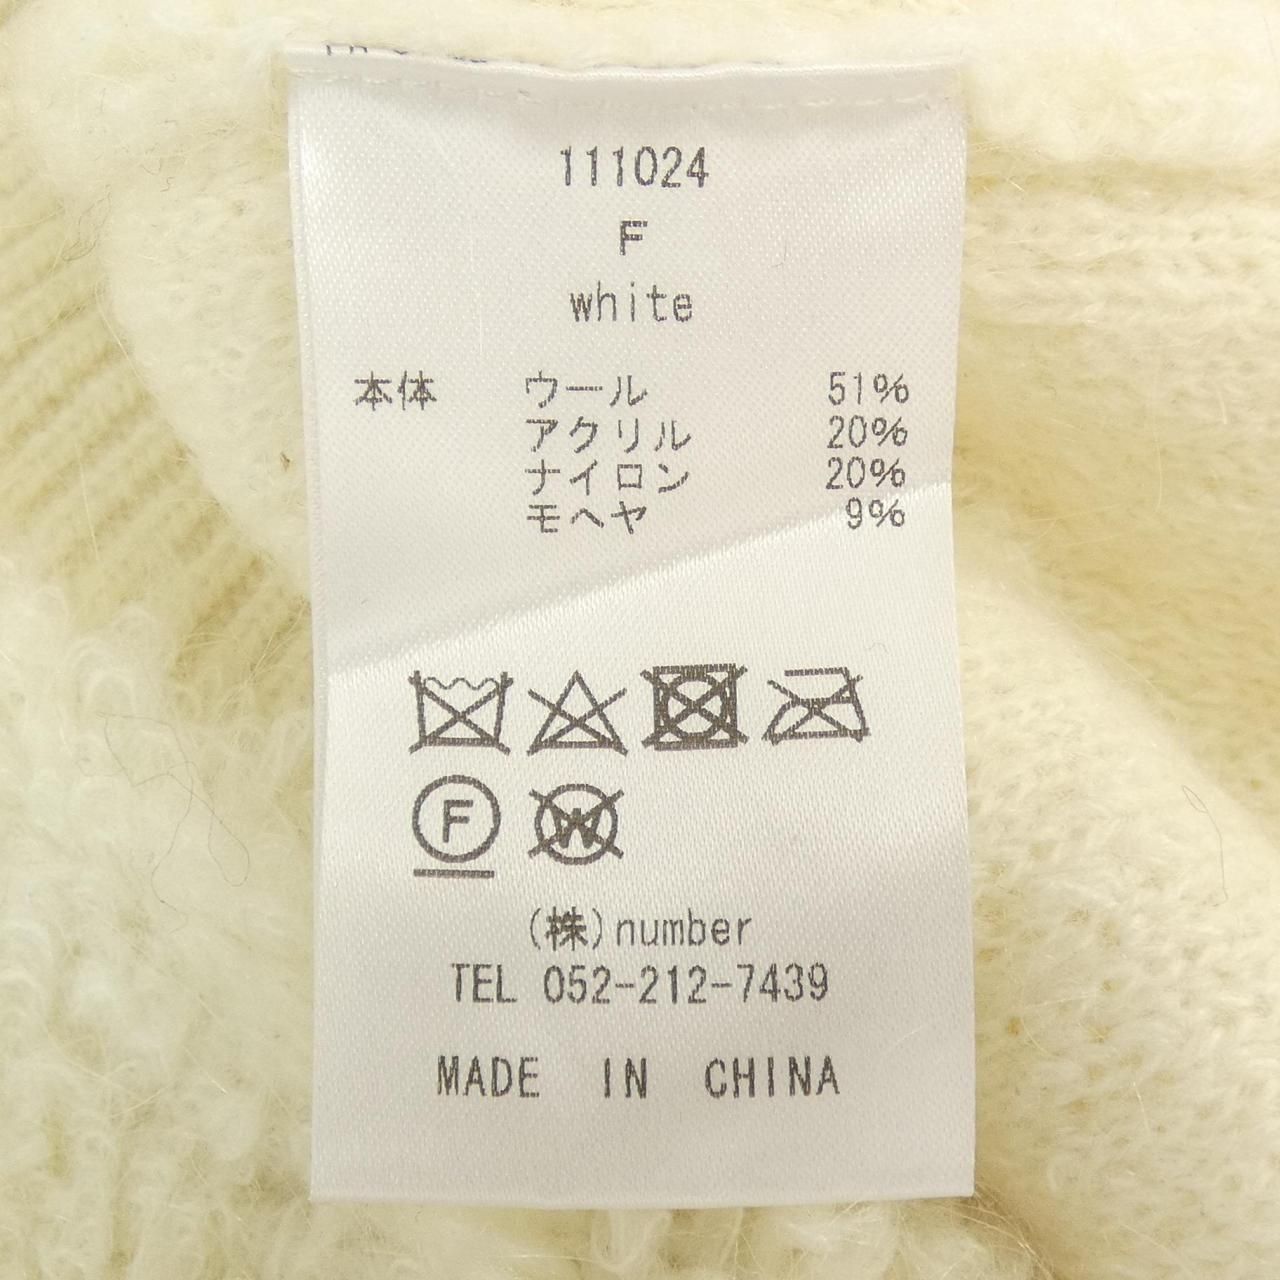 111024
F
white
本体 ウール 51%
アクリル 20%
ナイロン 20%
モヘヤ 9%
F
W
(株)number
TEL 052-212-7439
MADE IN CHINA